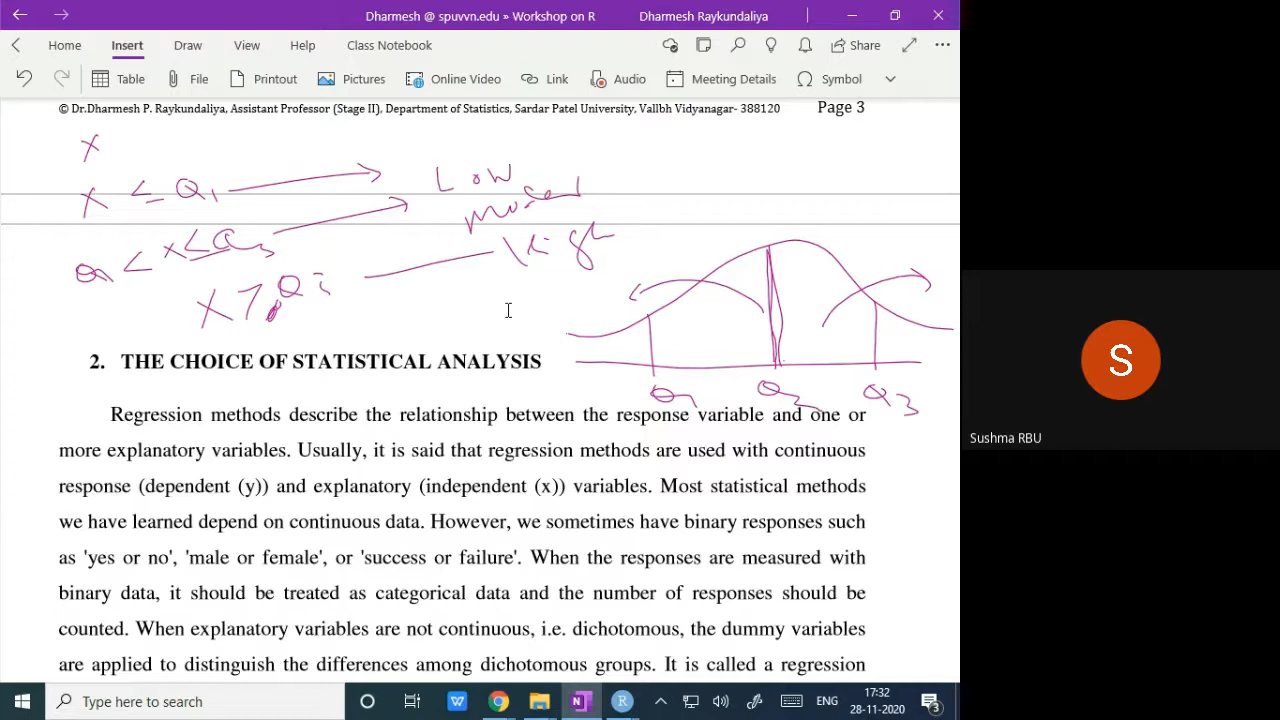 Dharmesh @ spuvvn.edu » Workshop on R
Dharmesh Raykundaliya
Home Insert Draw View Help Class Notebook Share
Table File Printout Pictures Online Video Link Audio Meeting Details Symbol
© Dr.Dharmesh P. Raykundaliya, Assistant Professor (Stage II), Department of Statistics, Sardar Patel University, Vallbh Vidyanagar- 388120 Page 3
x
x ≤ Q1 Low
x ≤ Q3
High
Q1 Q2 Q3
2. THE CHOICE OF STATISTICAL ANALYSIS
Regression methods describe the relationship between the response variable and one or
more explanatory variables. Usually, it is said that regression methods are used with continuous
response (dependent (y)) and explanatory (independent (x)) variables. Most statistical methods
we have learned depend on continuous data. However, we sometimes have binary responses such
as 'yes or no', 'male or female', or 'success or failure'. When the responses are measured with
binary data, it should be treated as categorical data and the number of responses should be
counted. When explanatory variables are not continuous, i.e. dichotomous, the dummy variables
are applied to distinguish the differences among dichotomous groups. It is called a regression
S
Sushma RBU
Type here to search
ENG
17:32
28-11-2020
3